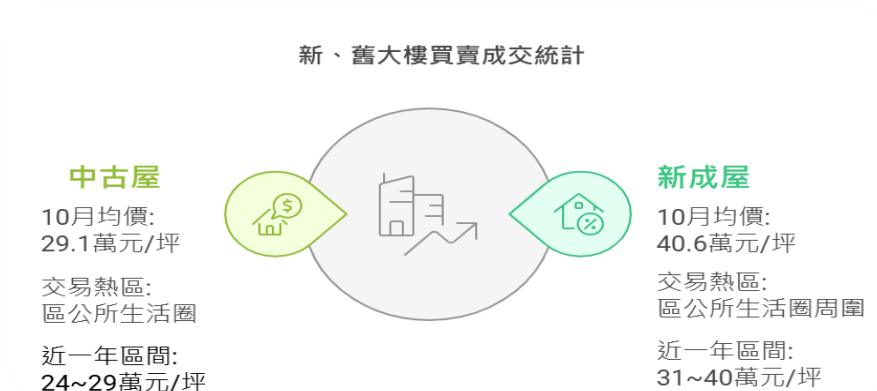 新、舊大樓買賣成交統計
中古屋
10月均價:
29.1萬元/坪
交易熱區:
區公所生活圈
近一年區間:
24~29萬元/坪
$
%
新成屋
10月均價:
40.6萬元/坪
交易熱區:
區公所生活圈周圍
近一年區間:
31~40萬元/坪